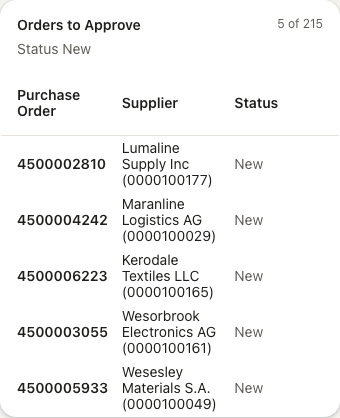 Orders to Approve 5 of 215
Status New
Purchase Order Supplier Status
4500002810 Lumaline Supply Inc (0000100177) New
4500004242 Maranline Logistics AG (0000100029) New
4500006223 Kerodale Textiles LLC (0000100165) New
4500003055 Wesorbrook Electronics AG (0000100161) New
4500005933 Wesesley Materials S.A. (0000100049) New